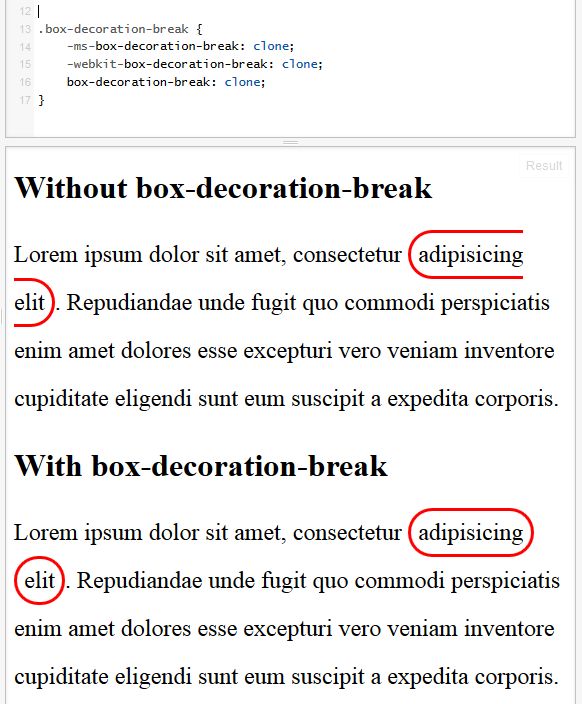 12
13 .box-decoration-break {
14     -ms-box-decoration-break: clone;
15     -webkit-box-decoration-break: clone;
16     box-decoration-break: clone;
17 }
Result
Without box-decoration-break
Lorem ipsum dolor sit amet, consectetur adipisicing
elit . Repudiandae unde fugit quo commodi perspiciatis
enim amet dolores esse excepturi vero veniam inventore
cupiditate eligendi sunt eum suscipit a expedita corporis.
With box-decoration-break
Lorem ipsum dolor sit amet, consectetur adipisicing
elit . Repudiandae unde fugit quo commodi perspiciatis
enim amet dolores esse excepturi vero veniam inventore
cupiditate eligendi sunt eum suscipit a expedita corporis.